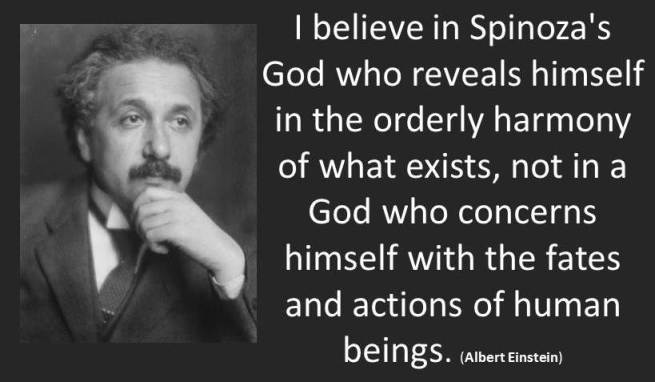 I believe in Spinoza's
God who reveals himself
in the orderly harmony
of what exists, not in a
God who concerns
himself with the fates
and actions of human
beings. (Albert Einstein)